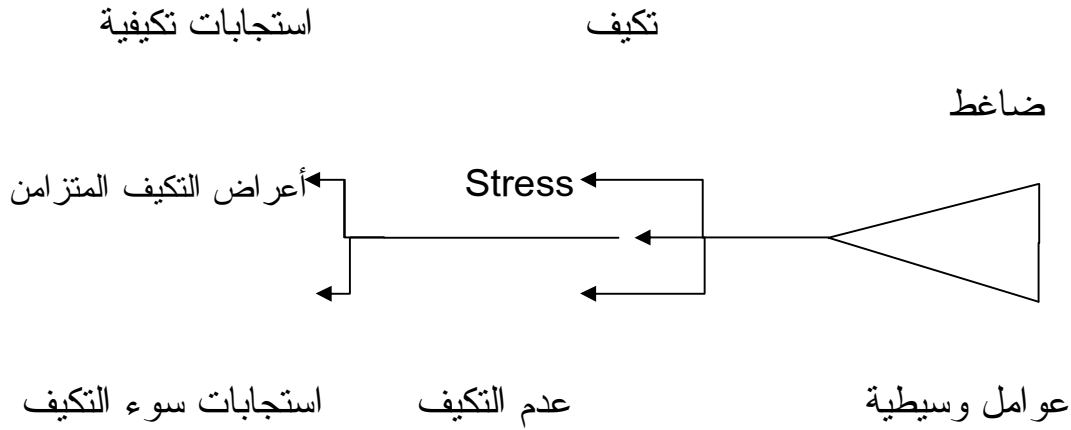 تكيف استجابات تكيفية
ضاغط
Stress أعراض التكيف المتزامن
عوامل وسيطية عدم التكيف استجابات سوء التكيف